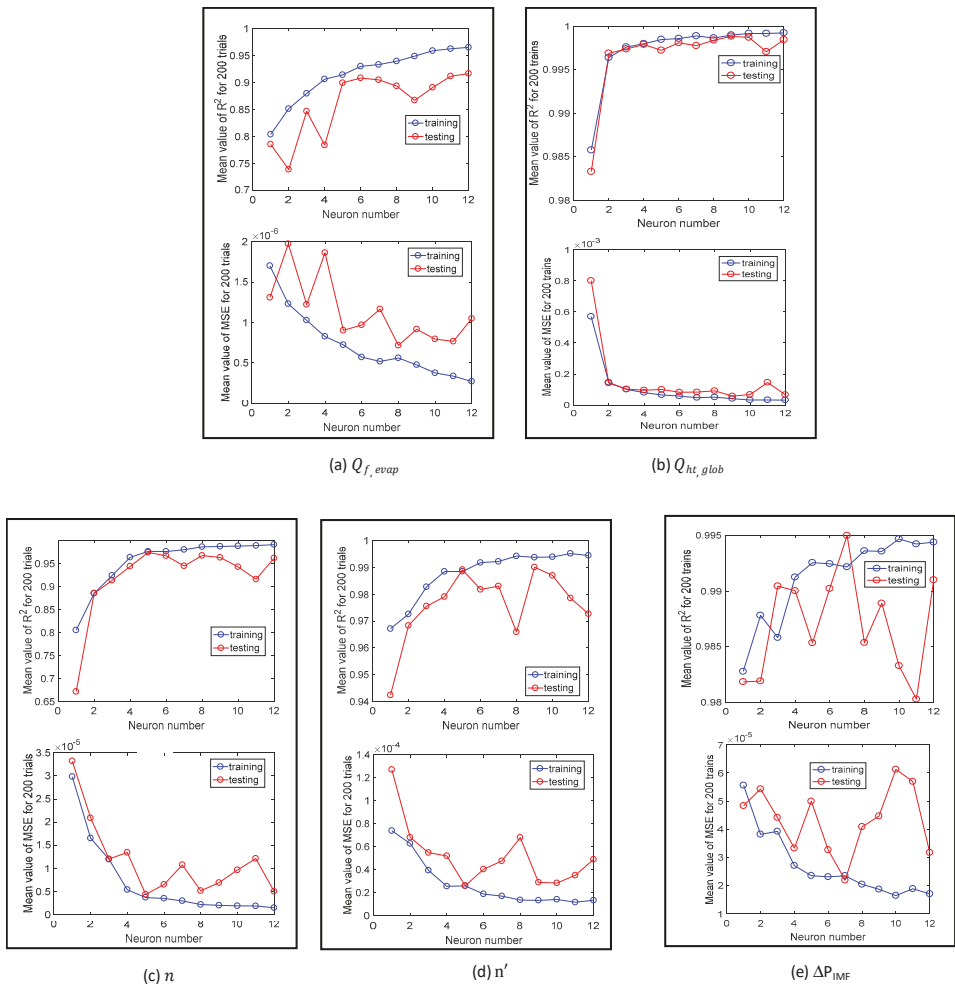 Mean value of R² for 200 trials
1
0.95
0.9
0.85
0.8
0.75
0.7
training
testing
0 2 4 6 8 10 12
Neuron number
Mean value of MSE for 200 trials
×10⁻⁶
2
1.5
1
0.5
0
training
testing
0 2 4 6 8 10 12
Neuron number
(a) Q f, evap
Mean value of R² for 200 trains
1
0.995
0.99
0.985
0.98
training
testing
0 2 4 6 8 10 12
Neuron number
Mean value of MSE for 200 trains
×10⁻³
1
0.8
0.6
0.4
0.2
0
training
testing
0 2 4 6 8 10 12
Neuron number
(b) Q ht, glob
Mean value of R² for 200 trials
0.95
0.9
0.85
0.8
0.75
0.7
0.65
training
testing
0 2 4 6 8 10 12
Neuron number
Mean value of MSE for 200 trials
×10⁻⁵
3.5
3
2.5
2
1.5
1
0.5
0
training
testing
0 2 4 6 8 10 12
Neuron number
(c) n
Mean value of R² for 200 trials
1
0.99
0.98
0.97
0.96
0.95
0.94
training
testing
0 2 4 6 8 10 12
Neuron number
Mean value of MSE for 200 trials
×10⁻⁴
1.4
1.2
1
0.8
0.6
0.4
0.2
0
training
testing
0 2 4 6 8 10 12
Neuron number
(d) n′
Mean value of R² for 200 trains
0.995
0.99
0.985
0.98
training
testing
0 2 4 6 8 10 12
Neuron number
Mean value of MSE for 200 trains
×10⁻⁵
7
6
5
4
3
2
1
training
testing
0 2 4 6 8 10 12
Neuron number
(e) ΔP IMF